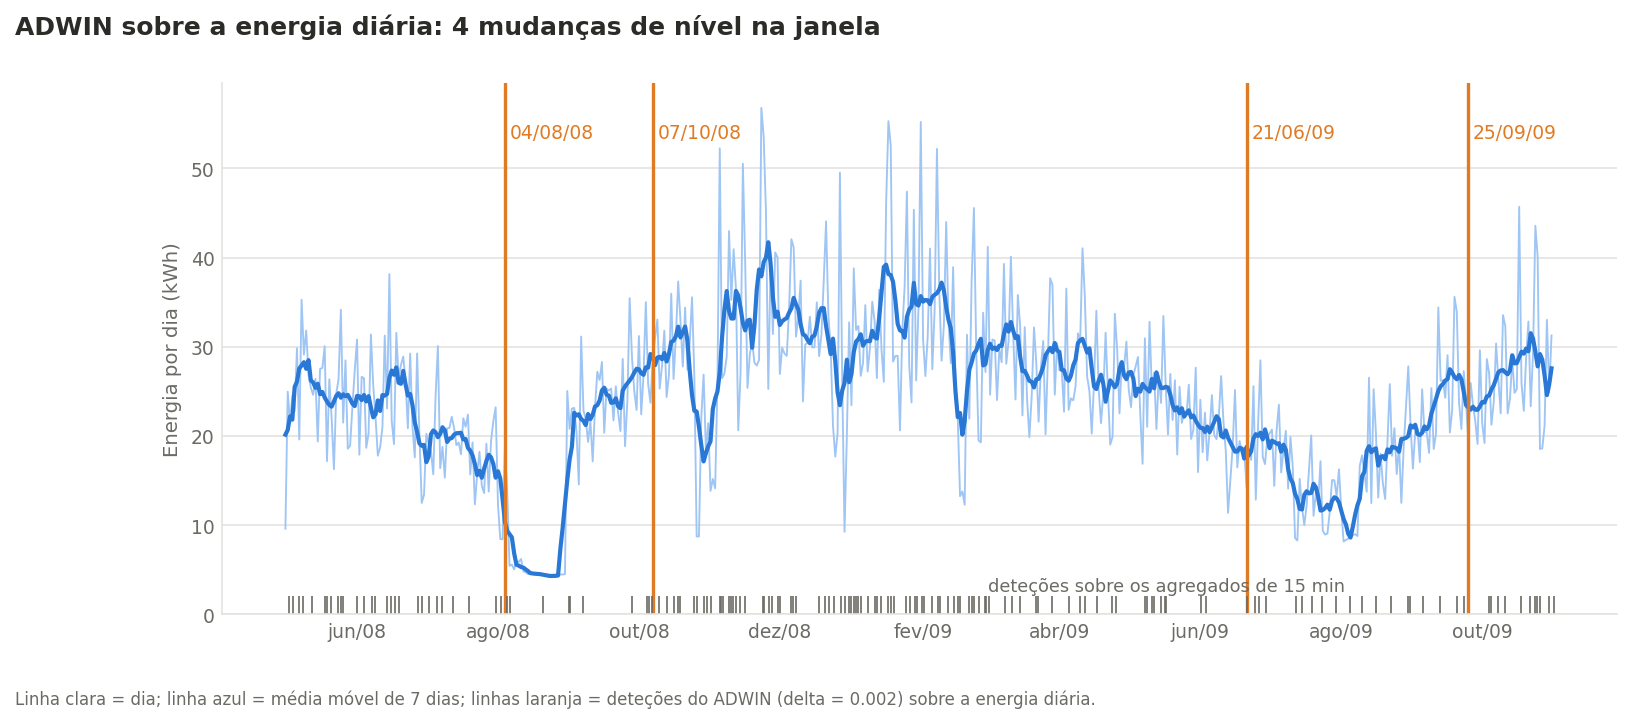 ADWIN sobre a energia diária: 4 mudanças de nível na janela
04/08/08 07/10/08 21/06/09 25/09/09
Energia por dia (kWh)
50
40
30
20
10
0
deteções sobre os agregados de 15 min
jun/08 ago/08 out/08 dez/08 fev/09 abr/09 jun/09 ago/09 out/09
Linha clara = dia; linha azul = média móvel de 7 dias; linhas laranja = deteções do ADWIN (delta = 0.002) sobre a energia diária.